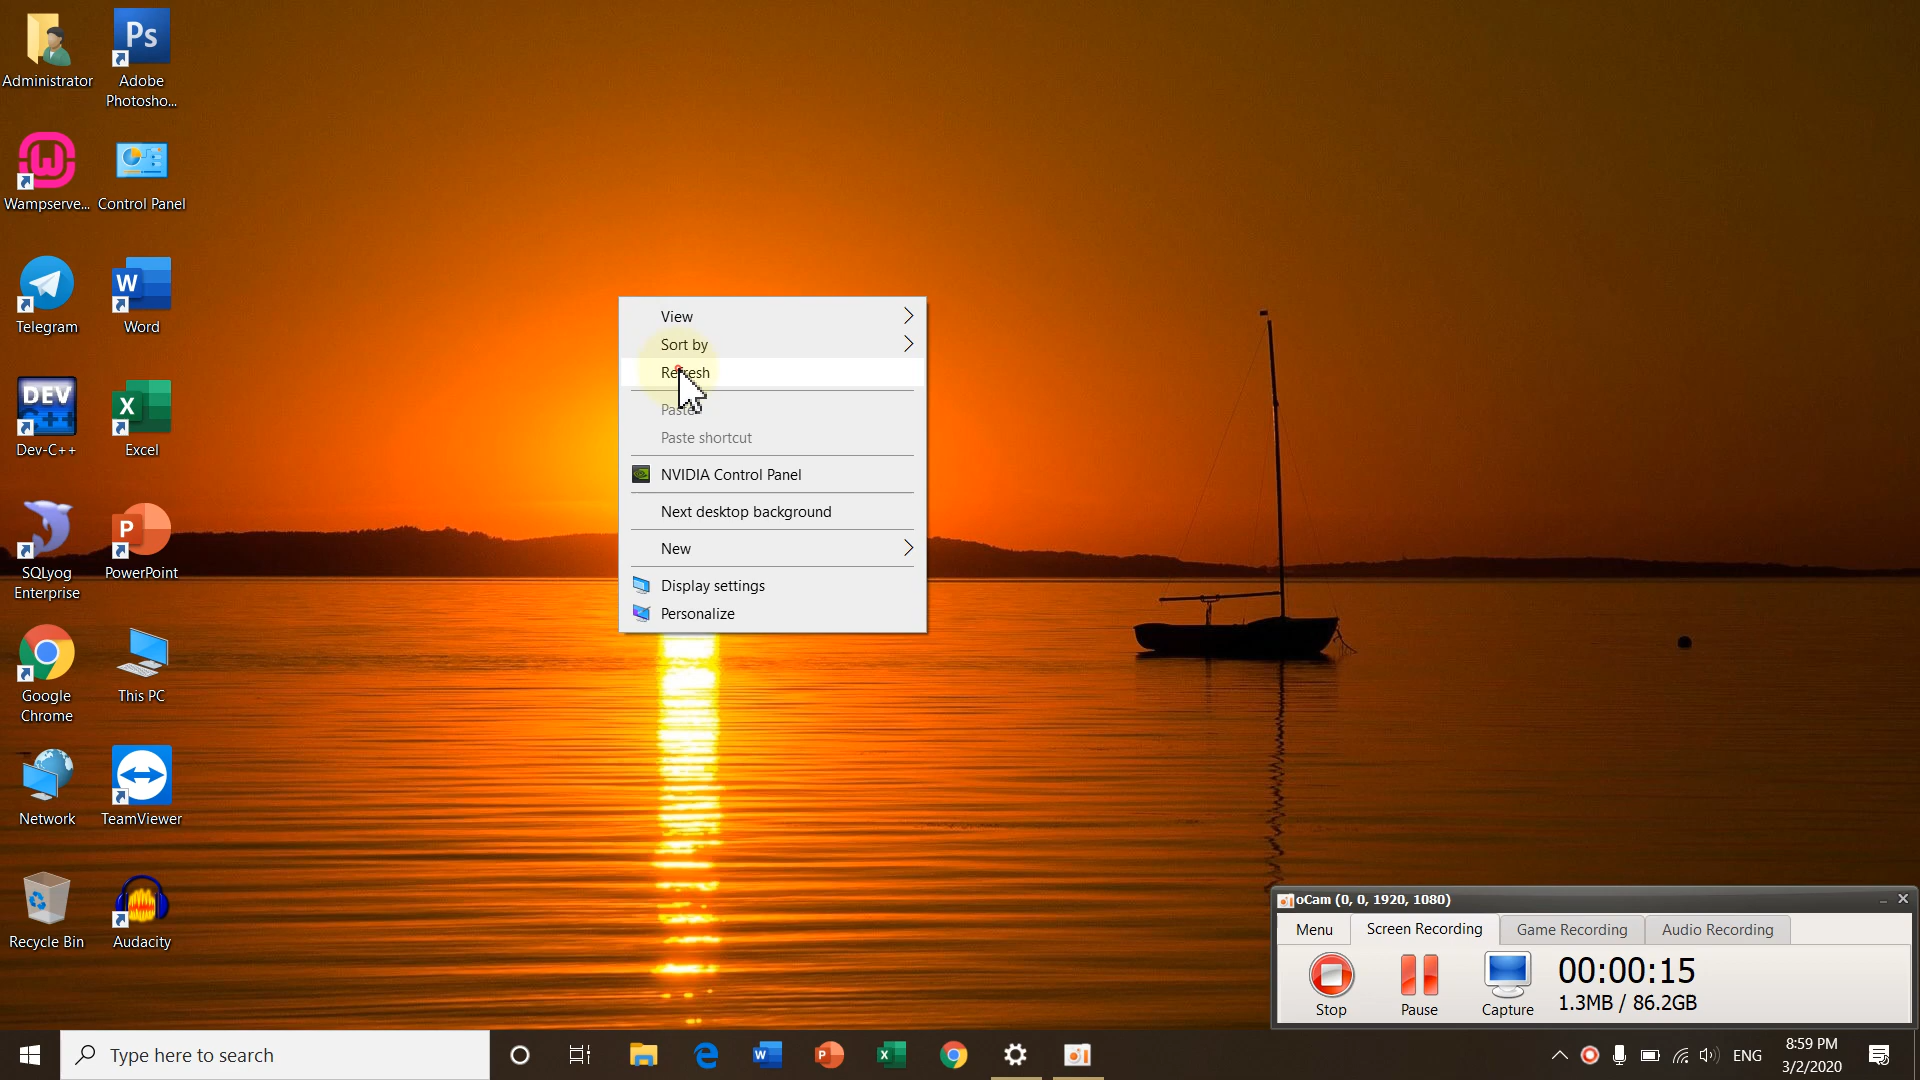 Administrator
Ps
Adobe
Photosho...
Wampserve...
Control Panel
Telegram
W
Word
DEV
C++
Dev-C++
X
Excel
SQLyog
Enterprise
P
PowerPoint
Google
Chrome
This PC
Network
TeamViewer
Recycle Bin
Audacity
View
Sort by
Refresh
Paste
Paste shortcut
NVIDIA Control Panel
Next desktop background
New
Display settings
Personalize
oCam (0, 0, 1920, 1080)
Menu
Screen Recording
Game Recording
Audio Recording
Stop
Pause
Capture
00:00:15
1.3MB / 86.2GB
Type here to search
ENG
8:59 PM
3/2/2020